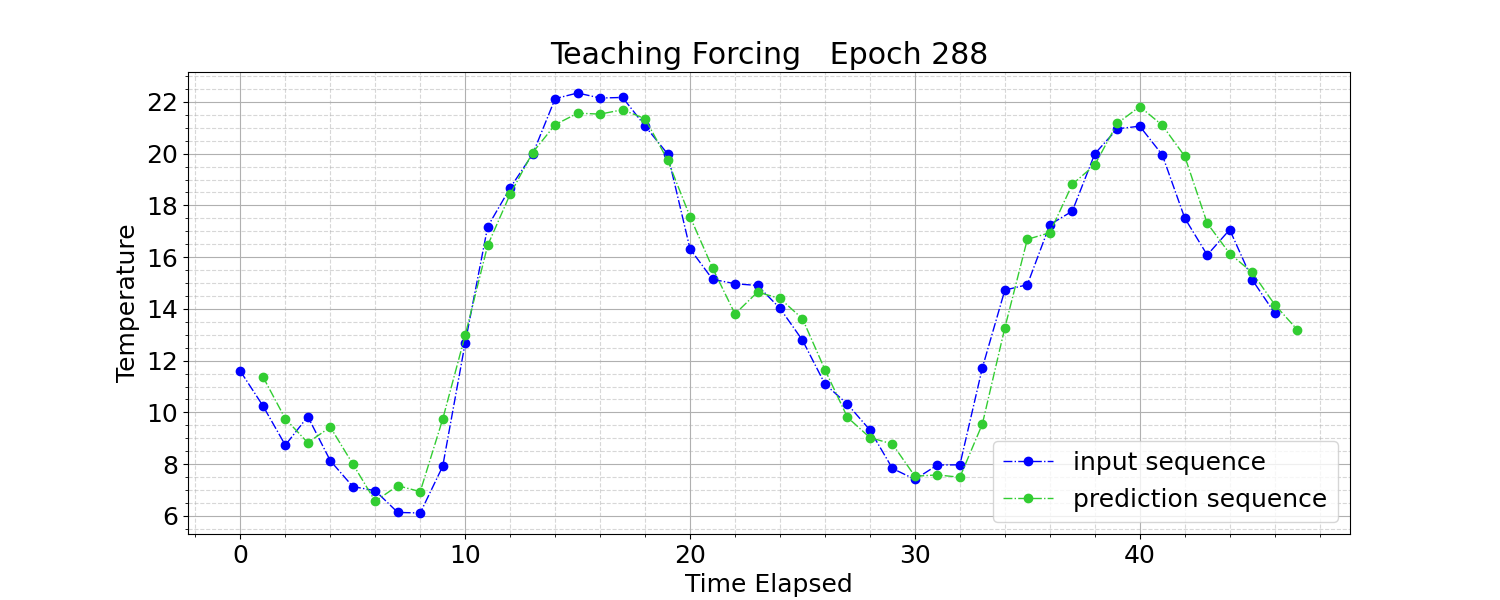 Teaching Forcing   Epoch 288
Temperature
22
20
18
16
14
12
10
8
6
0 10 20 30 40
Time Elapsed
input sequence
prediction sequence